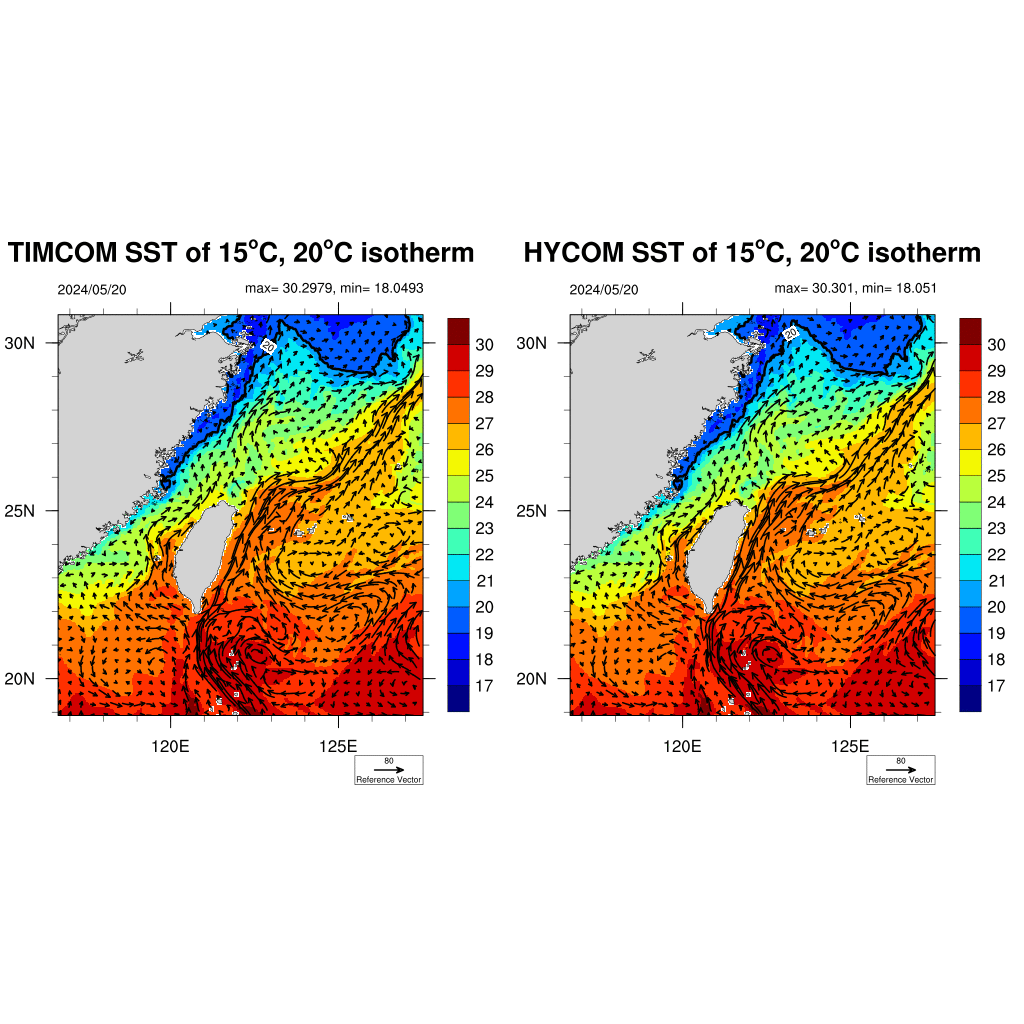 TIMCOM SST of 15°C, 20°C isotherm
2024/05/20
max= 30.2979, min= 18.0493
20
30N
25N
20N
120E
125E
30
29
28
27
26
25
24
23
22
21
20
19
18
17
80
Reference Vector
HYCOM SST of 15°C, 20°C isotherm
2024/05/20
max= 30.301, min= 18.051
20
30N
25N
20N
120E
125E
30
29
28
27
26
25
24
23
22
21
20
19
18
17
80
Reference Vector